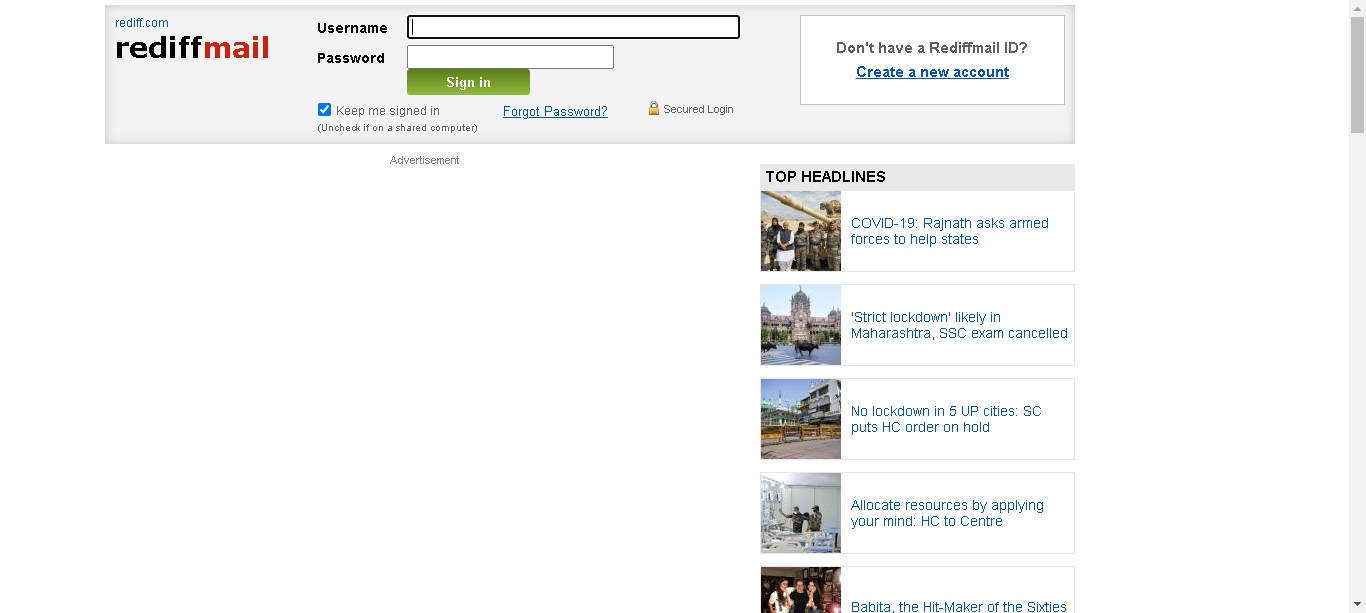 rediff.com
rediffmail
Username
Password
Sign in
Keep me signed in
(Uncheck if on a shared computer)
Forgot Password?
Secured Login
Don't have a Rediffmail ID?
Create a new account
Advertisement
TOP HEADLINES
COVID-19: Rajnath asks armed
forces to help states
'Strict lockdown' likely in
Maharashtra, SSC exam cancelled
No lockdown in 5 UP cities: SC
puts HC order on hold
Allocate resources by applying
your mind: HC to Centre
Babita, the Hit-Maker of the Sixties